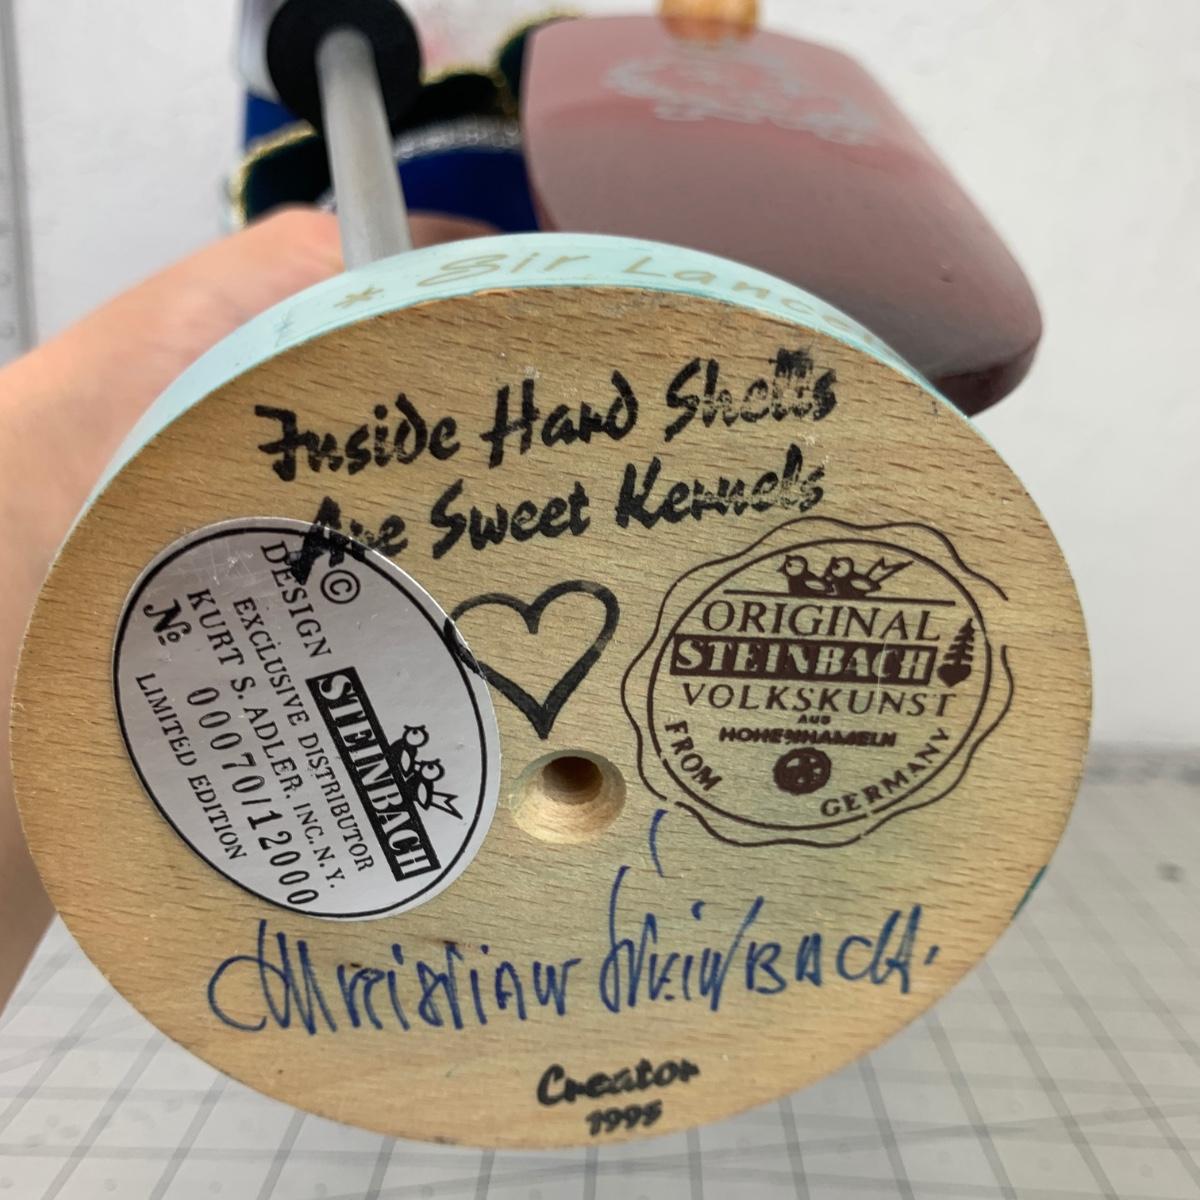 * Sir Lance
Inside Hard Shells
Are Sweet Kernels
©
DESIGN STEINBACH
EXCLUSIVE DISTRIBUTOR
KURT S. ADLER. INC. N.Y.
№ 00070/12000
LIMITED EDITION
ORIGINAL
STEINBACH
VOLKSKUNST
AUS
HOHENHAMELN
FROM GERMANY
Christian Steinbach.
Creator
1995